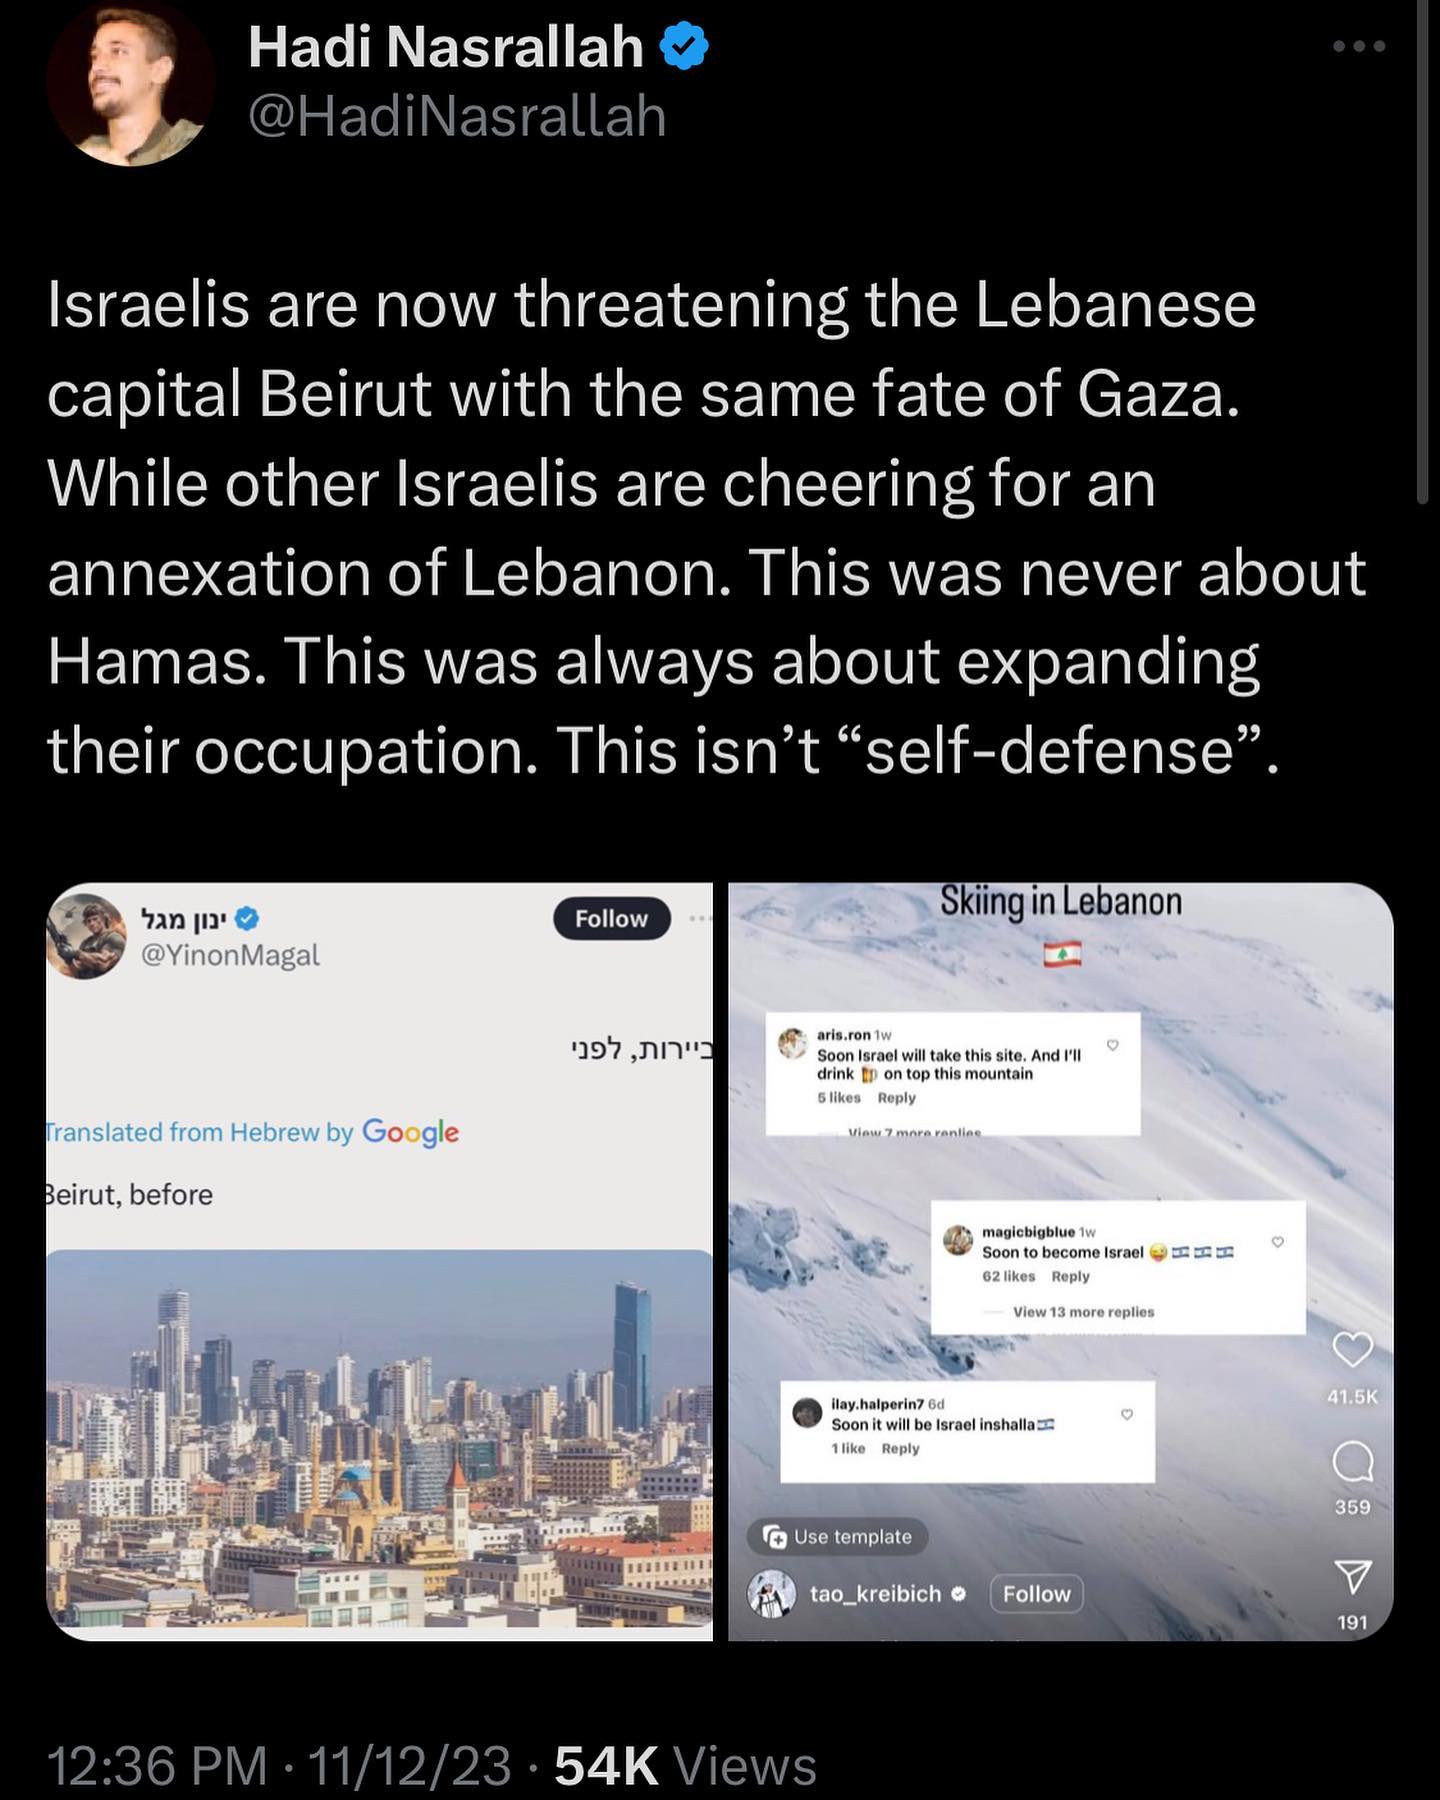 Hadi Nasrallah
@HadiNasrallah
Israelis are now threatening the Lebanese
capital Beirut with the same fate of Gaza.
While other Israelis are cheering for an
annexation of Lebanon. This was never about
Hamas. This was always about expanding
their occupation. This isn’t “self-defense”.
ינון מגל
@YinonMagal
Follow
ביירות, לפני
Translated from Hebrew by Google
Beirut, before
Skiing in Lebanon
aris.ron 1w
Soon Israel will take this site. And I’ll
drink 🍺 on top this mountain
5 likes Reply
View 7 more replies
magicbigblue 1w
Soon to become Israel 😜🇮🇱🇮🇱🇮🇱
62 likes Reply
View 13 more replies
ilay.halperin7 6d
Soon it will be Israel inshalla🇮🇱
1 like Reply
41.5K
359
191
Use template
tao_kreibich
Follow
12:36 PM · 11/12/23 · 54K Views